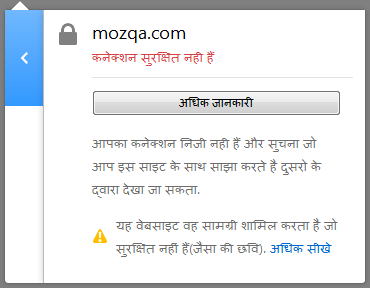 mozqa.com
कनेक्शन सुरक्षित नही हैं
अधिक जानकारी
आपका कनेक्शन निजी नही हैं और सुचना जो
आप इस साइट के साथ साझा करते है दुसरो के
द्वारा देखा जा सकता.
यह वेबसाइट वह सामग्री शामिल करता है जो
सुरक्षित नहीं हैं(जैसा की छवि). अधिक सीखे